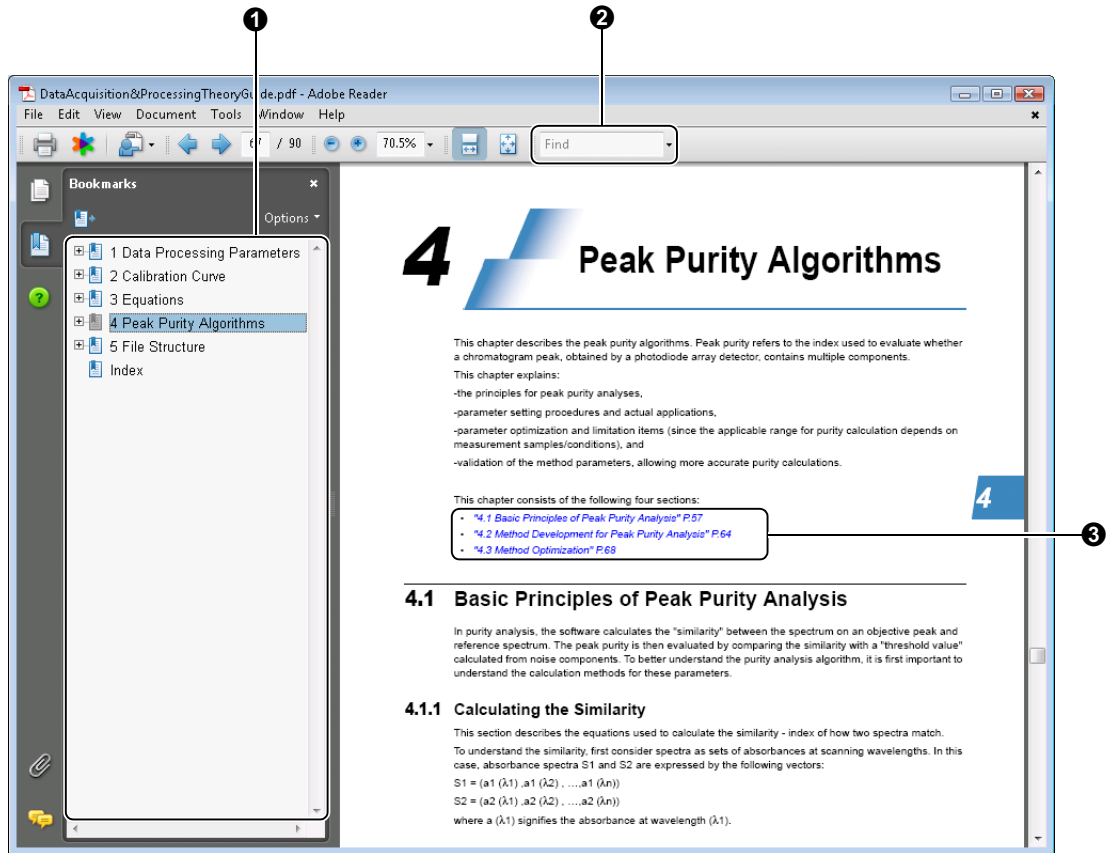 1
2
DataAcquisition&ProcessingTheoryGuide.pdf - Adobe Reader
File Edit View Document Tools Window Help
67 / 90 70.5% Find
Bookmarks
Options
1 Data Processing Parameters
2 Calibration Curve
3 Equations
4 Peak Purity Algorithms
5 File Structure
Index
4 Peak Purity Algorithms
This chapter describes the peak purity algorithms. Peak purity refers to the index used to evaluate whether
a chromatogram peak, obtained by a photodiode array detector, contains multiple components.
This chapter explains:
-the principles for peak purity analyses,
-parameter setting procedures and actual applications,
-parameter optimization and limitation items (since the applicable range for purity calculation depends on
measurement samples/conditions), and
-validation of the method parameters, allowing more accurate purity calculations.
4
This chapter consists of the following four sections:
• "4.1 Basic Principles of Peak Purity Analysis" P.57
• "4.2 Method Development for Peak Purity Analysis" P.64
• "4.3 Method Optimization" P.68
3
4.1 Basic Principles of Peak Purity Analysis
In purity analysis, the software calculates the "similarity" between the spectrum on an objective peak and
reference spectrum. The peak purity is then evaluated by comparing the similarity with a "threshold value"
calculated from noise components. To better understand the purity analysis algorithm, it is first important to
understand the calculation methods for these parameters.
4.1.1 Calculating the Similarity
This section describes the equations used to calculate the similarity - index of how two spectra match.
To understand the similarity, first consider spectra as sets of absorbances at scanning wavelengths. In this
case, absorbance spectra S1 and S2 are expressed by the following vectors:
S1 = (a1 (λ1) ,a1 (λ2) , ...,a1 (λn))
S2 = (a2 (λ1) ,a2 (λ2) , ...,a2 (λn))
where a (λ1) signifies the absorbance at wavelength (λ1).